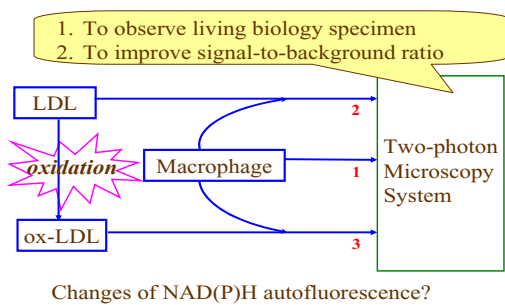 1. To observe living biology specimen
2. To improve signal-to-background ratio
LDL
2
oxidation
Macrophage
1
Two-photon
Microscopy
System
ox-LDL
3
Changes of NAD(P)H autofluorescence?